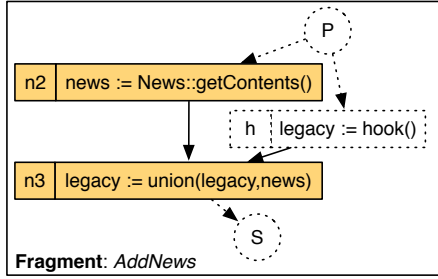 P
n2 news := News::getContents()
h legacy := hook()
n3 legacy := union(legacy,news)
S
Fragment: AddNews